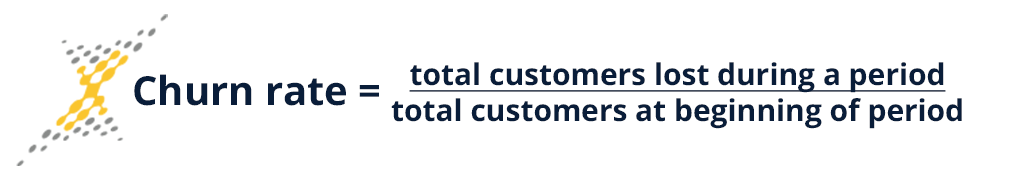 Churn rate = total customers lost during a period
total customers at beginning of period